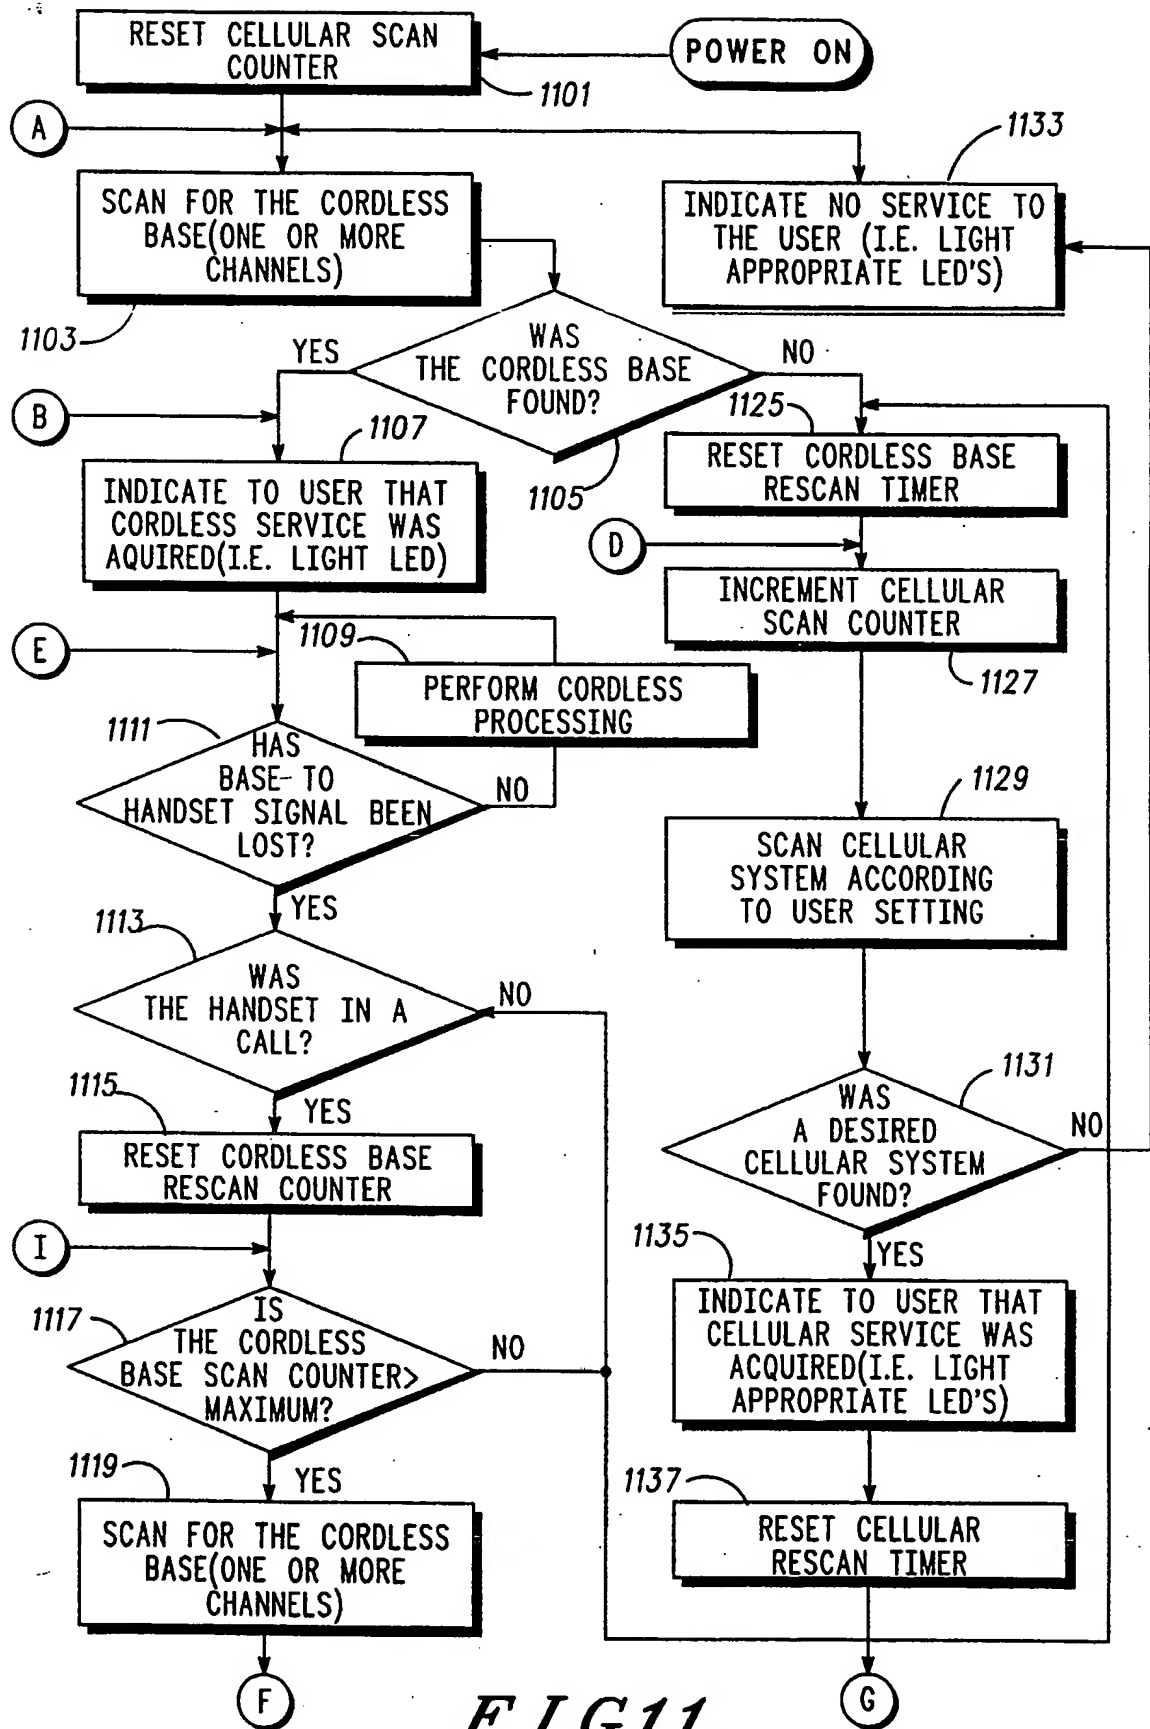 RESET CELLULAR SCAN
COUNTER
POWER ON
1101
A
1133
SCAN FOR THE CORDLESS
BASE(ONE OR MORE
CHANNELS)
INDICATE NO SERVICE TO
THE USER (I.E. LIGHT
APPROPRIATE LED'S)
1103
YES
WAS
THE CORDLESS BASE
FOUND?
NO
B
1107
1125
1105
INDICATE TO USER THAT
CORDLESS SERVICE WAS
AQUIRED(I.E. LIGHT LED)
RESET CORDLESS BASE
RESCAN TIMER
D
INCREMENT CELLULAR
SCAN COUNTER
1127
E
1109
PERFORM CORDLESS
PROCESSING
1111
HAS
BASE- TO
HANDSET SIGNAL BEEN
LOST?
NO
YES
1129
SCAN CELLULAR
SYSTEM ACCORDING
TO USER SETTING
1113
WAS
THE HANDSET IN A
CALL?
NO
YES
1115
RESET CORDLESS BASE
RESCAN COUNTER
1131
WAS
A DESIRED
CELLULAR SYSTEM
FOUND?
NO
YES
I
1117
IS
THE CORDLESS
BASE SCAN COUNTER>
MAXIMUM?
NO
YES
1135
INDICATE TO USER THAT
CELLULAR SERVICE WAS
ACQUIRED(I.E. LIGHT
APPROPRIATE LED'S)
1119
SCAN FOR THE CORDLESS
BASE(ONE OR MORE
CHANNELS)
1137
RESET CELLULAR
RESCAN TIMER
F
G
FIG11